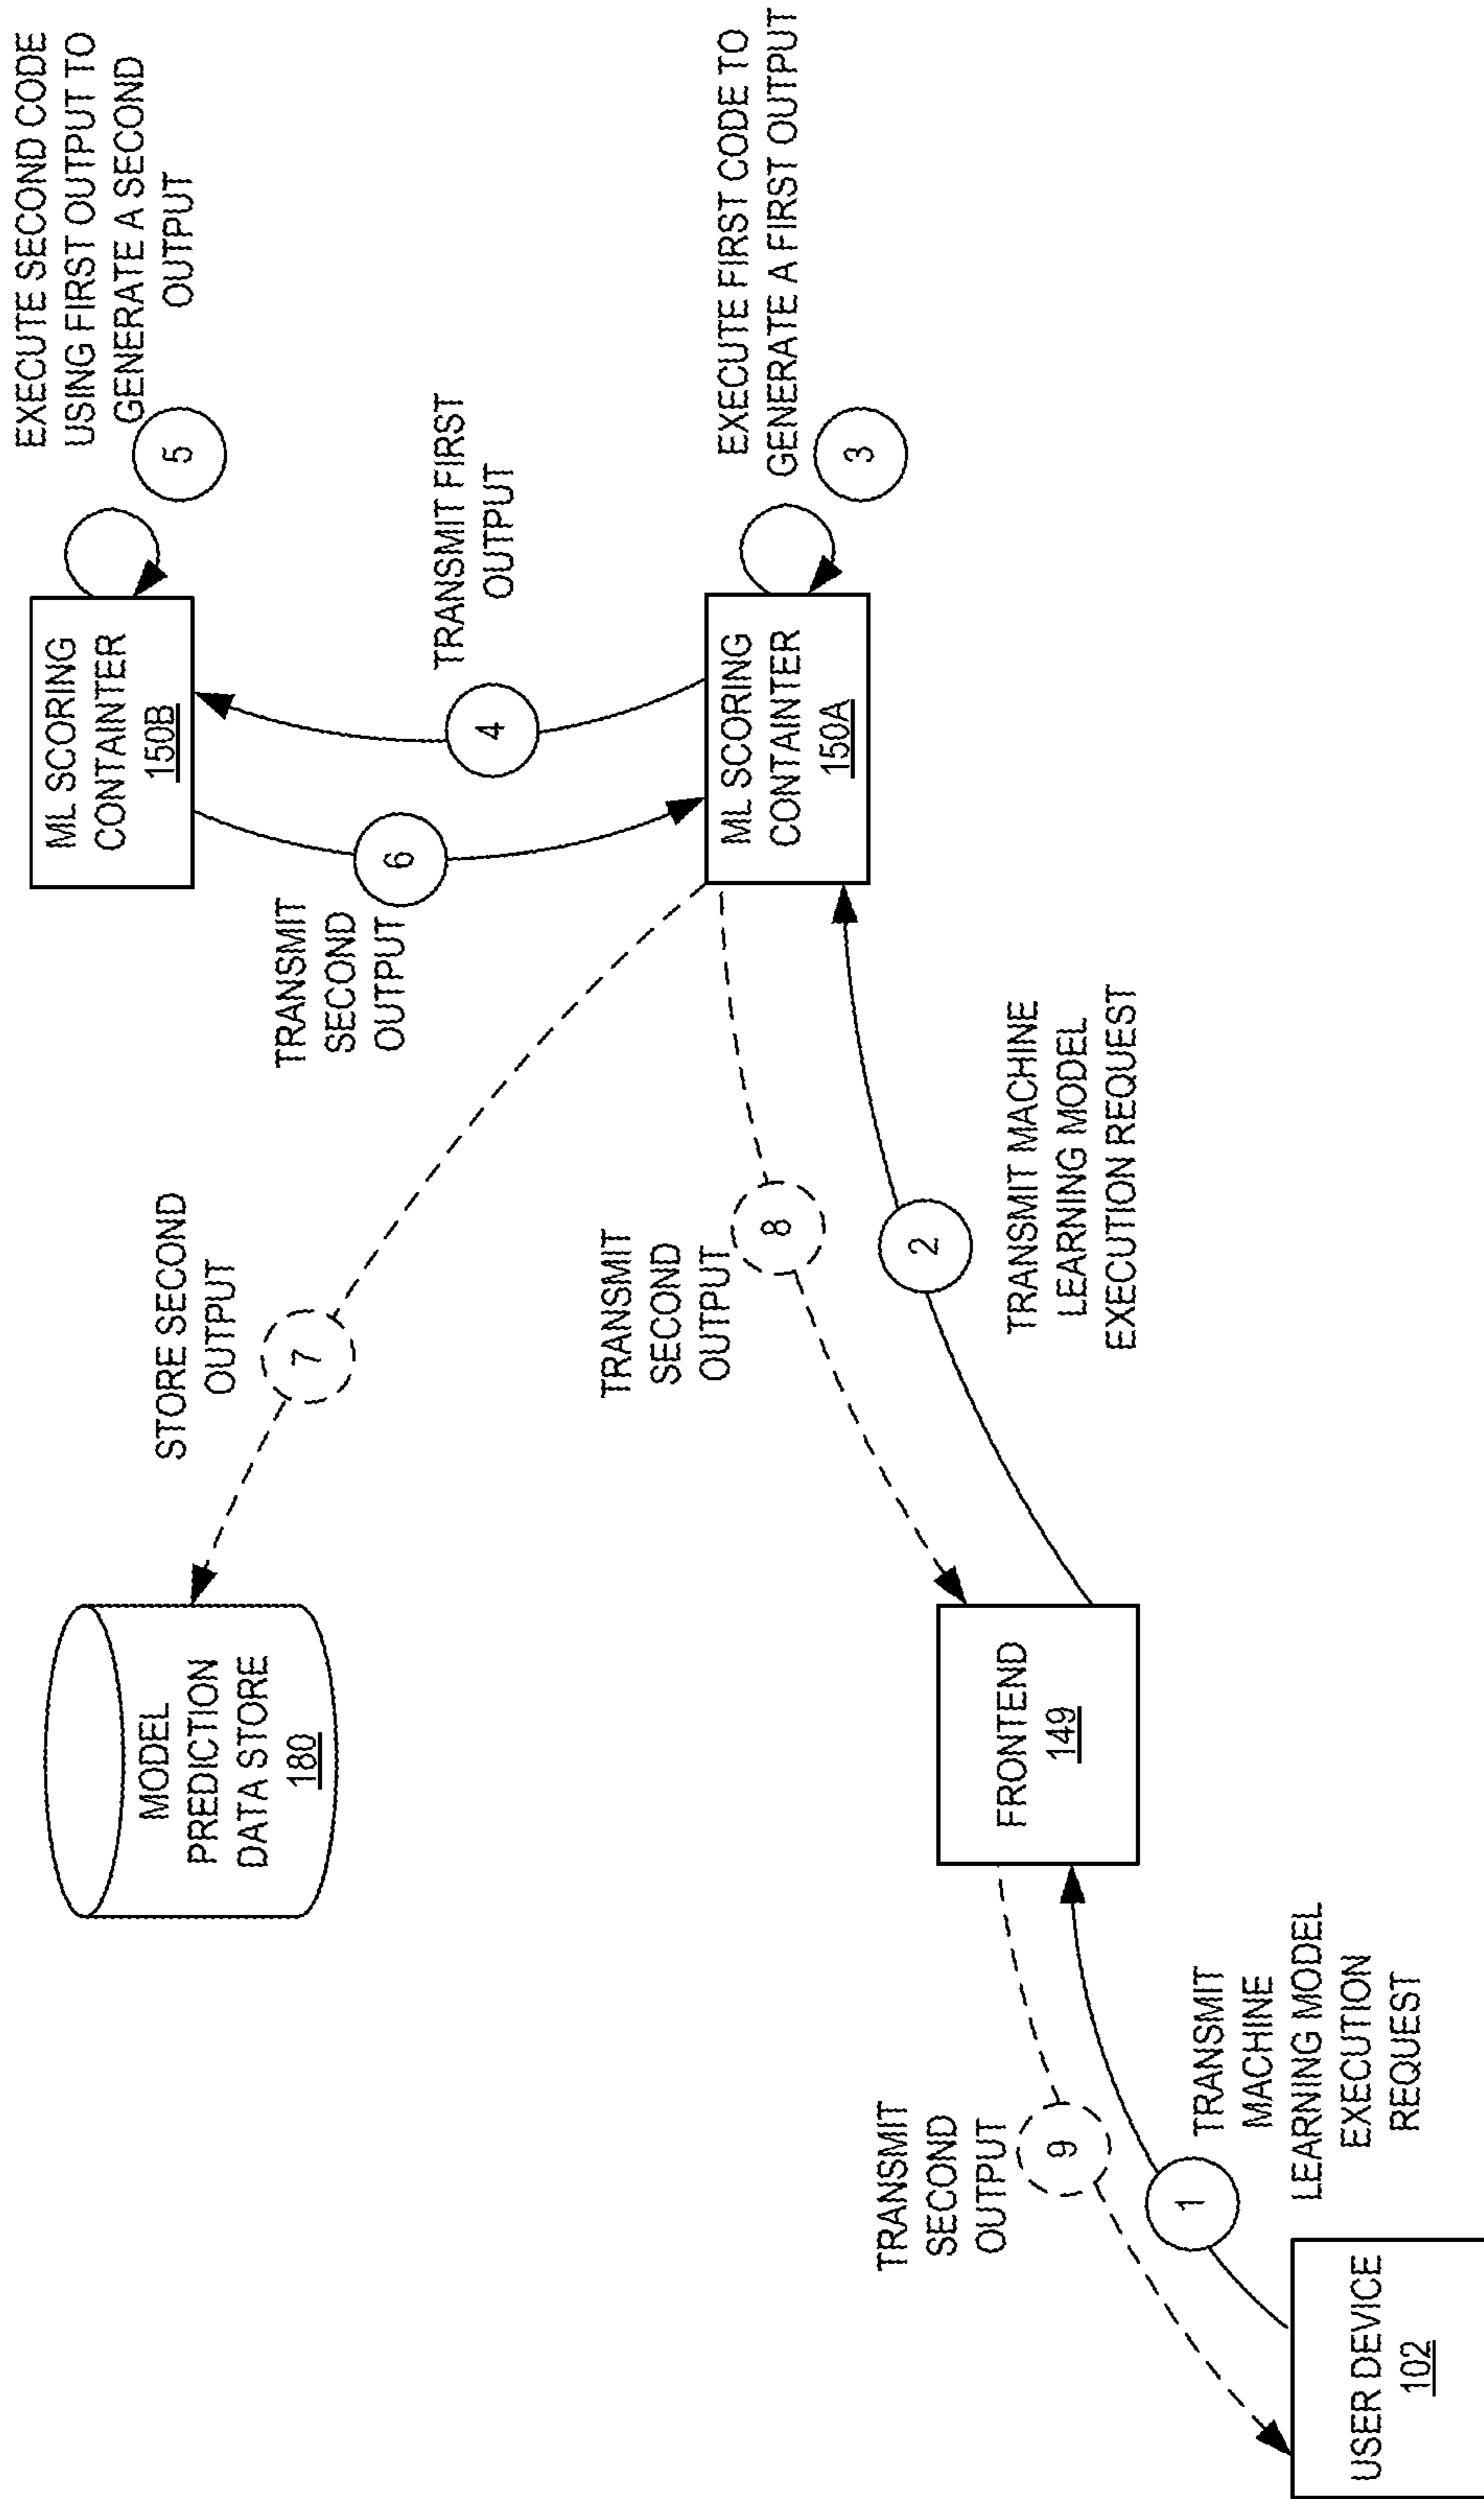 MODEL
PREDICTION
DATA STORE
180
STORE SECOND
OUTPUT
7
TRANSMIT
SECOND
OUTPUT
6
ML SCORING
CONTAINTER
150B
EXECUTE SECOND CODE
USING FIRST OUTPUT TO
GENERATE A SECOND
OUTPUT
5
TRANSMIT FIRST
OUTPUT
4
TRANSMIT
SECOND
OUTPUT
8
ML SCORING
CONTAINTER
150A
EXECUTE FIRST CODE TO
GENERATE A FIRST OUTPUT
3
2
TRANSMIT MACHINE
LEARNING MODEL
EXECUTION REQUEST
FRONTEND
149
TRANSMIT
SECOND
OUTPUT
9
1
TRANSMIT
MACHINE
LEARNING MODEL
EXECUTION
REQUEST
USER DEVICE
102